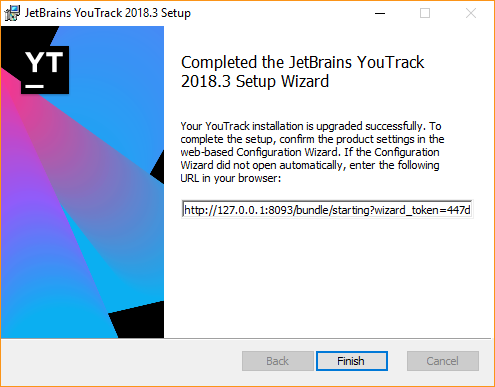 JetBrains YouTrack 2018.3 Setup
YT
Completed the JetBrains YouTrack
2018.3 Setup Wizard
Your YouTrack installation is upgraded successfully. To
complete the setup, confirm the product settings in the
web-based Configuration Wizard. If the Configuration
Wizard did not open automatically, enter the following
URL in your browser:
http://127.0.0.1:8093/bundle/starting?wizard_token=447d
Back
Finish
Cancel